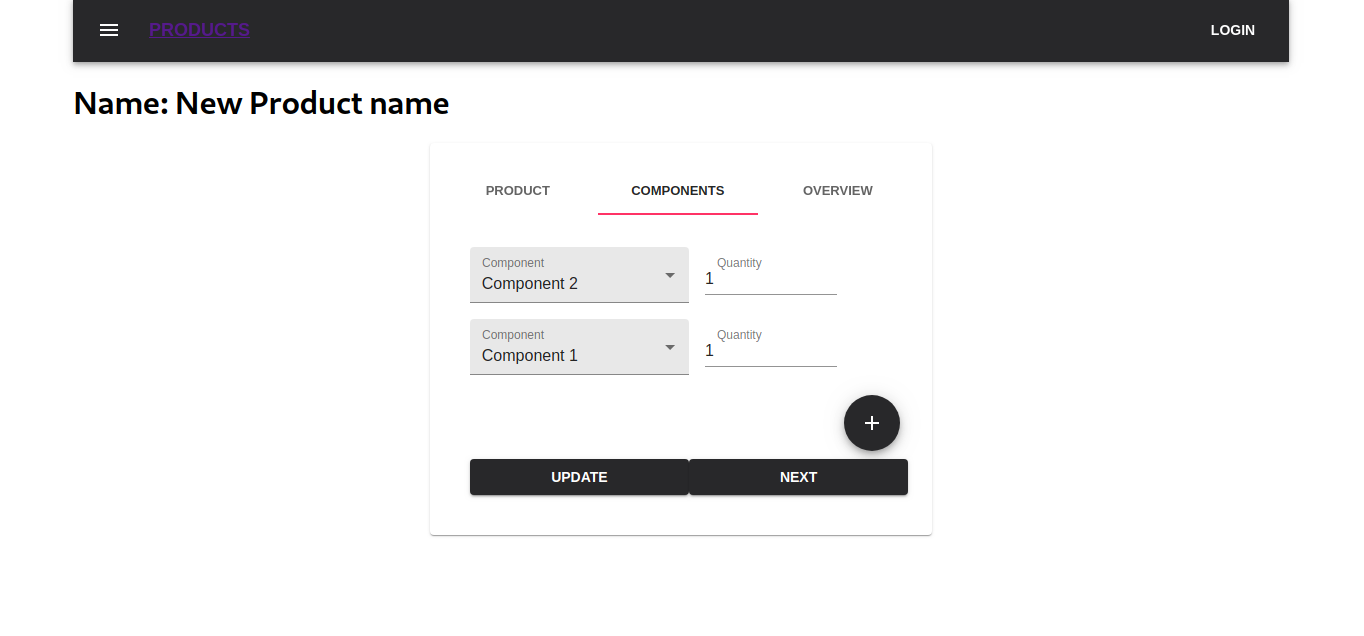 PRODUCTS LOGIN
Name: New Product name
PRODUCT COMPONENTS OVERVIEW
Component Quantity
Component 2 1
Component Quantity
Component 1 1
+
UPDATE NEXT